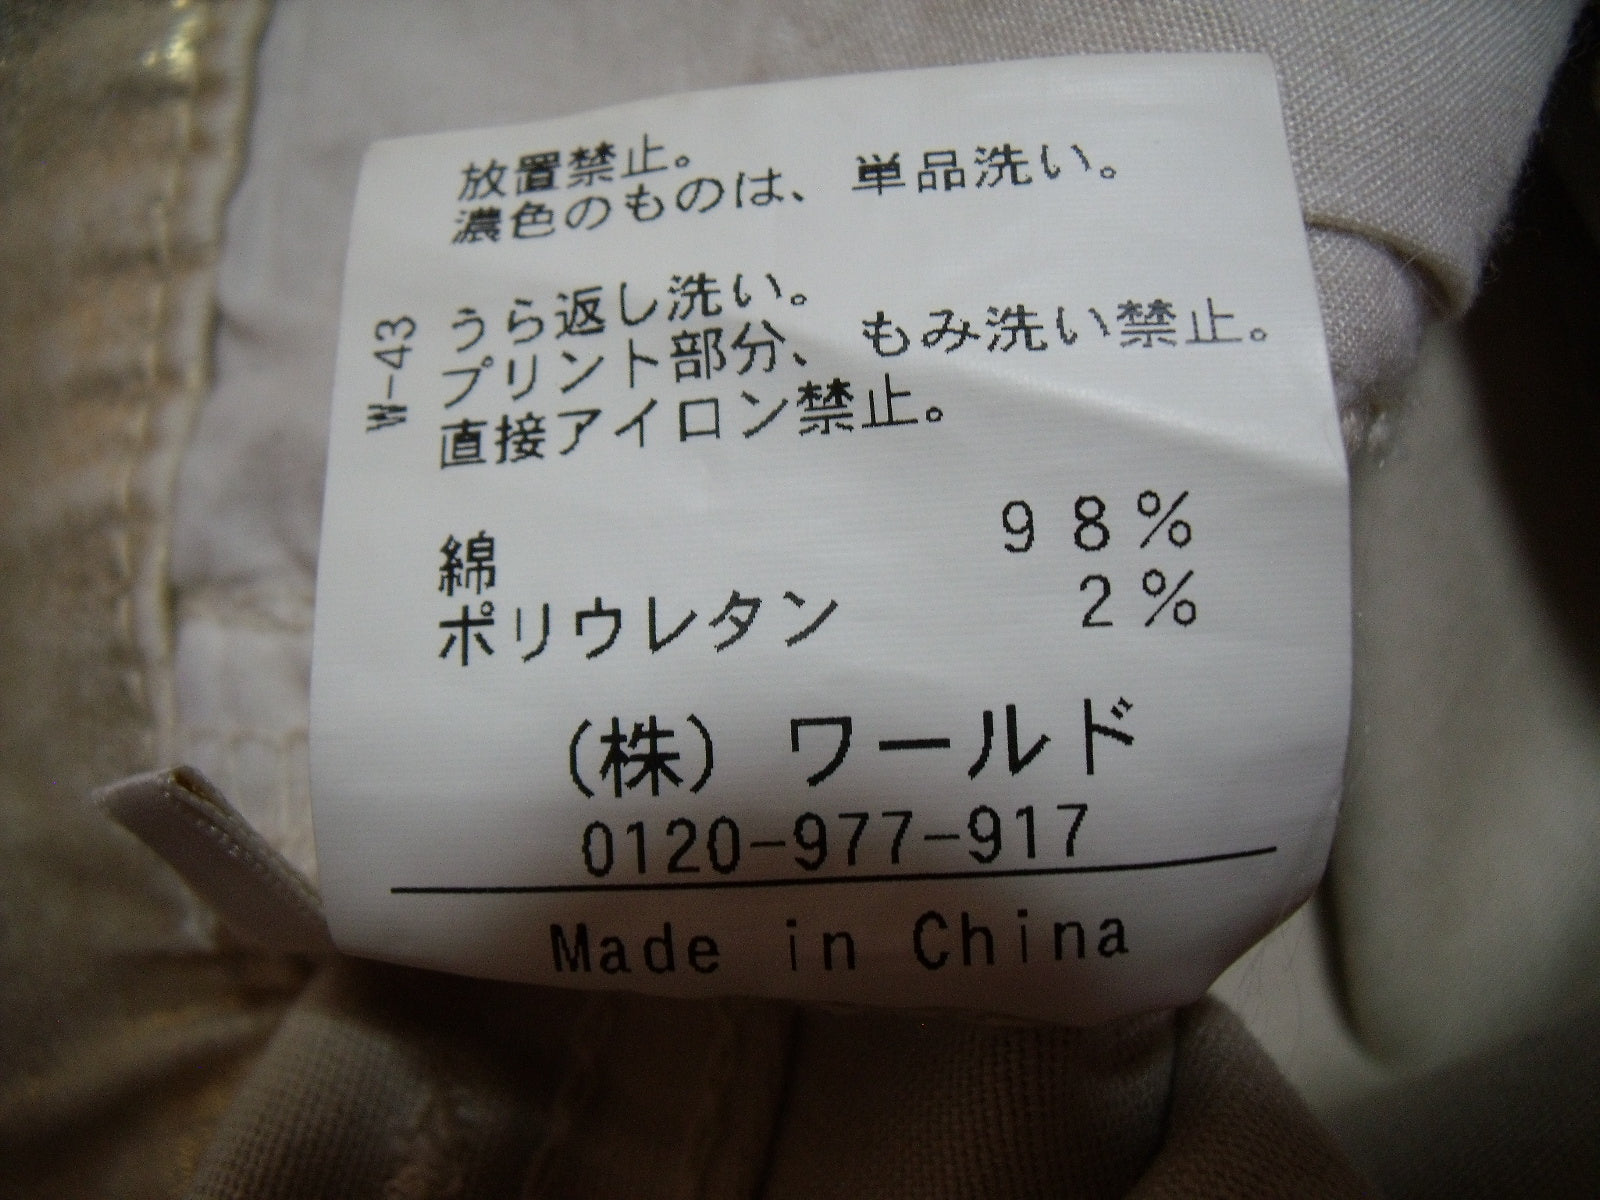 放置禁止。
濃色のものは、単品洗い。
W-43
うら返し洗い。
プリント部分、もみ洗い禁止。
直接アイロン禁止。
綿 98%
ポリウレタン 2%
(株) ワールド
0120-977-917
Made in China